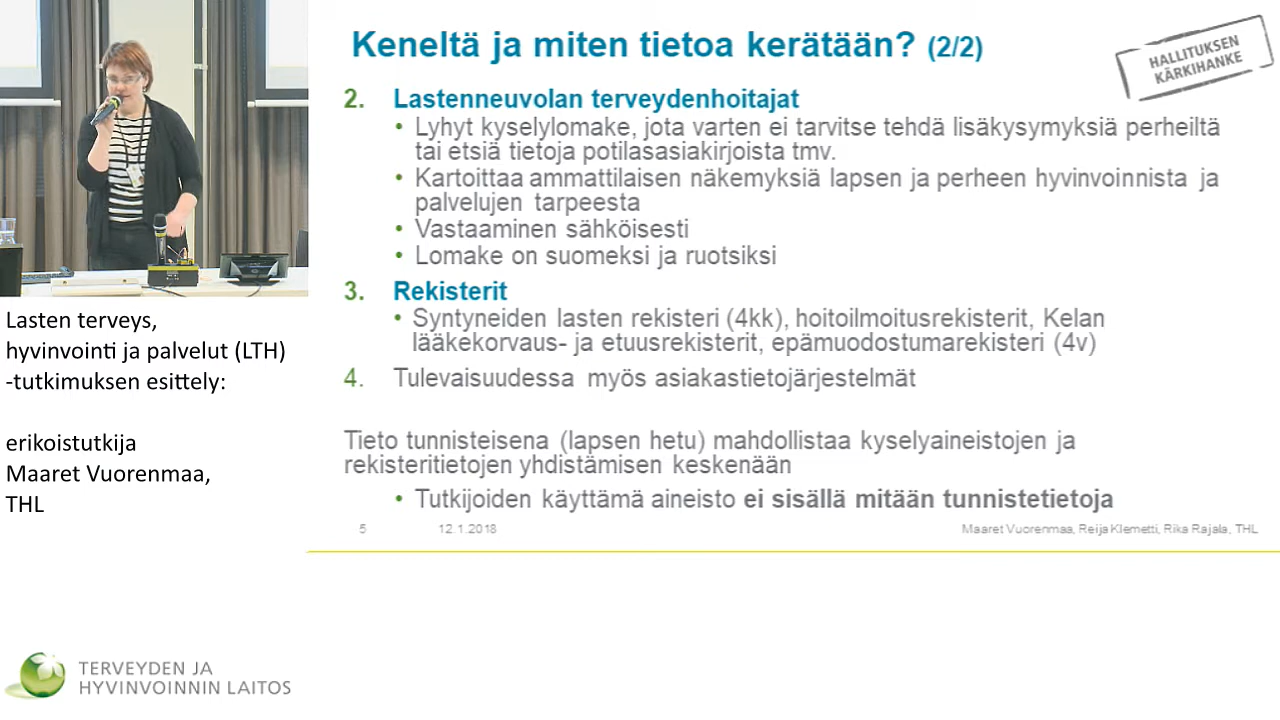 Keneltä ja miten tietoa kerätään? (2/2)
HALLITUKSEN
KÄRKIHANKE
2. Lastenneuvolan terveydenhoitajat
• Lyhyt kyselylomake, jota varten ei tarvitse tehdä lisäkysymyksiä perheiltä
tai etsiä tietoja potilasasiakirjoista tmv.
• Kartoittaa ammattilaisen näkemyksiä lapsen ja perheen hyvinvoinnista ja
palvelujen tarpeesta
• Vastaaminen sähköisesti
• Lomake on suomeksi ja ruotsiksi
3. Rekisterit
• Syntyneiden lasten rekisteri (4kk), hoitoilmoitusrekisterit, Kelan
lääkekorvaus- ja etuusrekisterit, epämuodostumarekisteri (4v)
4. Tulevaisuudessa myös asiakastietojärjestelmät
Tieto tunnisteisena (lapsen hetu) mahdollistaa kyselyaineistojen ja
rekisteritietojen yhdistämisen keskenään
• Tutkijoiden käyttämä aineisto ei sisällä mitään tunnistetietoja
5 12.1.2018 Maaret Vuorenmaa, Reija Klemetti, Rika Rajala, THL
Lasten terveys,
hyvinvointi ja palvelut (LTH)
-tutkimuksen esittely:
erikoistutkija
Maaret Vuorenmaa,
THL
TERVEYDEN JA
HYVINVOINNIN LAITOS